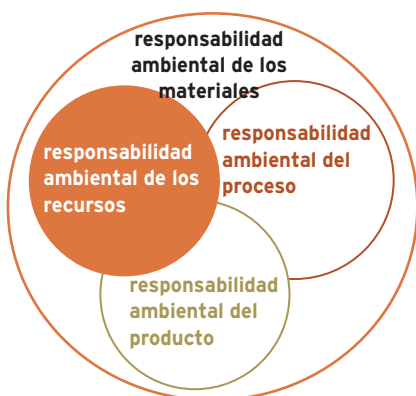 responsabilidad
ambiental de los
materiales
responsabilidad
ambiental de los
recursos
responsabilidad
ambiental del
proceso
responsabilidad
ambiental del
producto